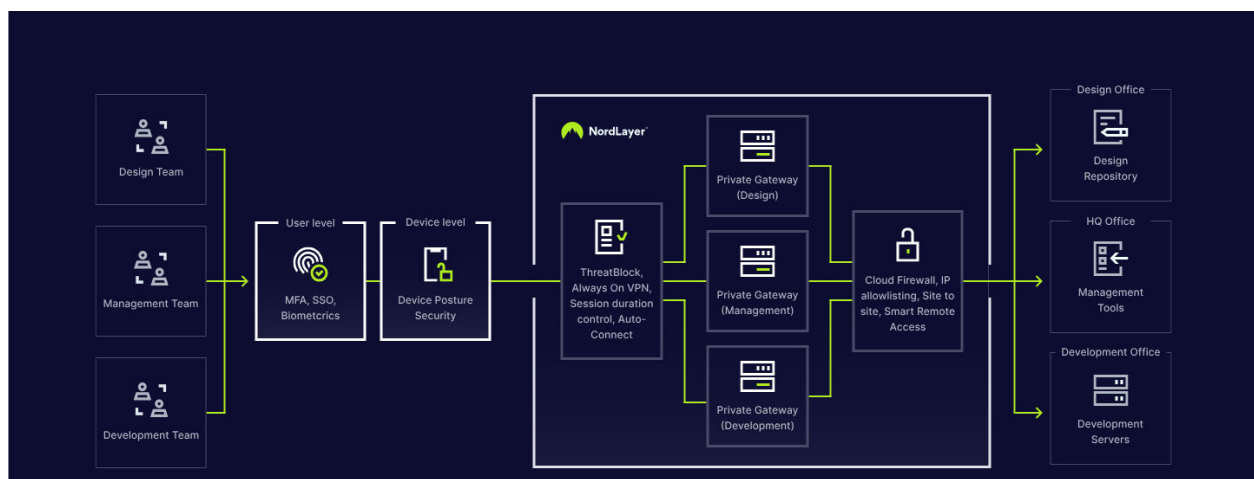 Design Team
Management Team
Development Team
User level
MFA, SSO,
Biometcrics
Device level
Device Posture
Security
NordLayer
ThreatBlock,
Always On VPN,
Session duration
control, Auto-
Connect
Private Gateway
(Design)
Private Gateway
(Management)
Private Gateway
(Development)
Cloud Firewall, IP
allowlisting, Site to
site, Smart Remote
Access
Design Office
Design
Repository
HQ Office
Management
Tools
Development Office
Development
Servers